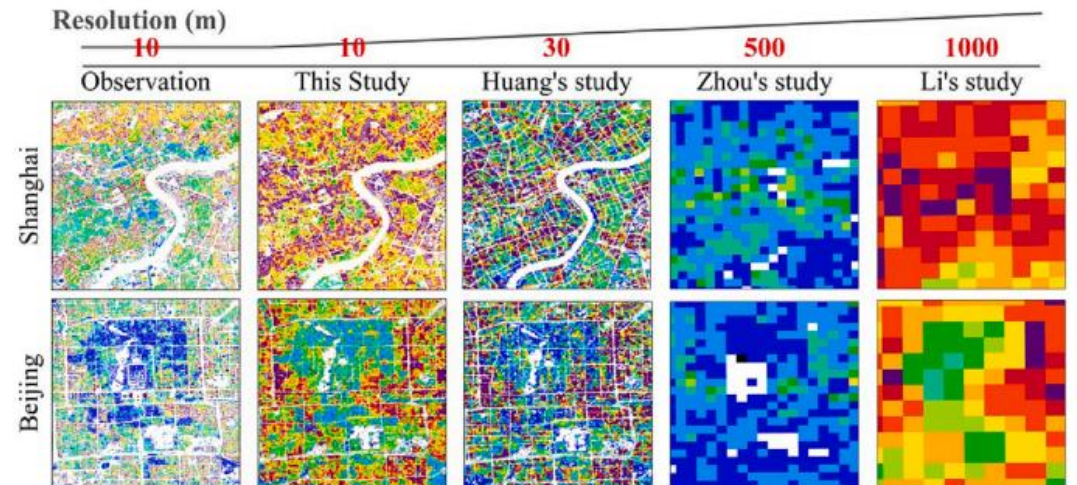 Resolution (m)
10 10 30 500 1000
Observation This Study Huang's study Zhou's study Li's study
Shanghai
Beijing